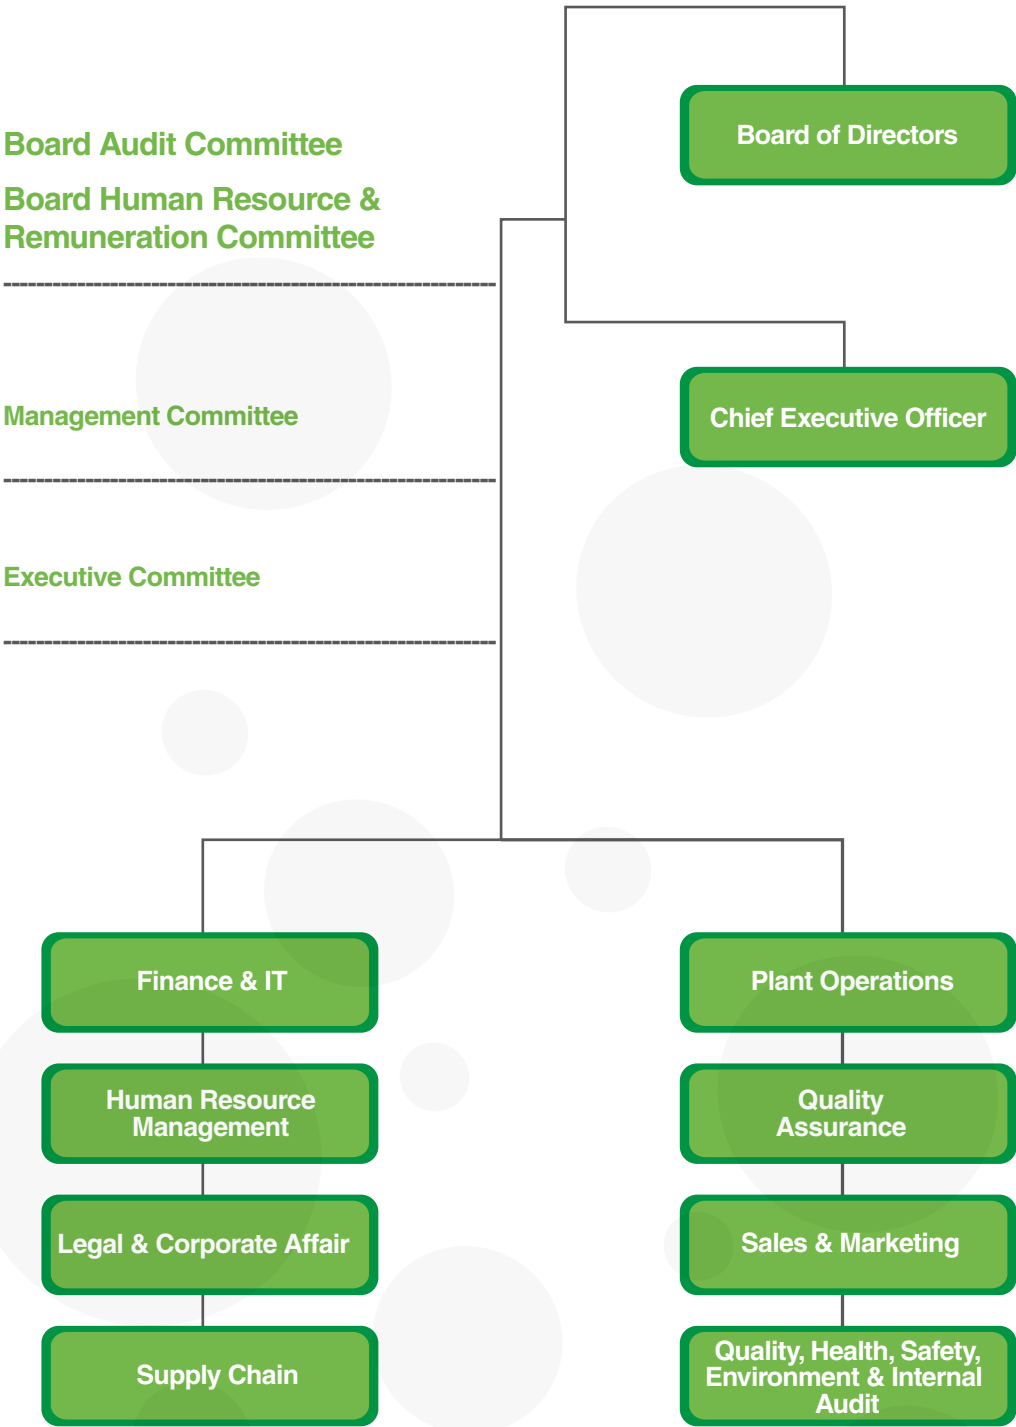 Board of Directors
Board Audit Committee
Board Human Resource &
Remuneration Committee
Management Committee
Chief Executive Officer
Executive Committee
Finance & IT
Plant Operations
Human Resource
Management
Quality
Assurance
Legal & Corporate Affair
Sales & Marketing
Supply Chain
Quality, Health, Safety,
Environment & Internal
Audit